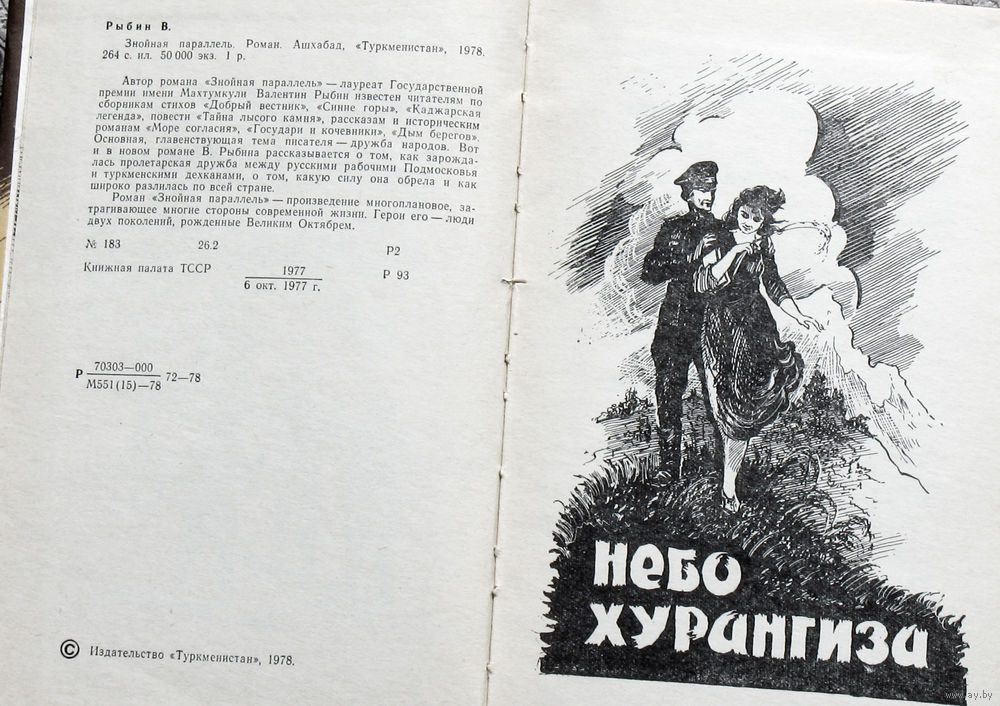 Рыбин В.
Знойная параллель. Роман. Ашхабад, «Туркменистан», 1978.
264 с. ил. 50 000 экз. 1 р.
Автор романа «Знойная параллель» — лауреат Государственной
премии имени Махтумкули Валентин Рыбин известен читателям по
сборникам стихов «Добрый вестник», «Синие горы», «Каджарская
легенда», повести «Тайна лысого камня», рассказам и историческим
романам «Море согласия», «Государи и кочевники», «Дым берегов».
Основная, главенствующая тема писателя — дружба народов. Вот
и в новом романе В. Рыбина рассказывается о том, как зарожда-
лась пролетарская дружба между русскими рабочими Подмосковья
и туркменскими дехканами, о том, какую силу она обрела и как
широко разлилась по всей стране.
Роман «Знойная параллель» — произведение многоплановое, за-
трагивающее многие стороны современной жизни. Герои его — люди
двух поколений, рожденные Великим Октябрем.
№ 183 26.2 Р2
Книжная палата ТССР 1977 Р 93
6 окт. 1977 г.
70303—000
Р 72—78
М551(15)—78
© Издательство «Туркменистан», 1978.
НЕБО
ХУРАНГИЗА
www.ay.by